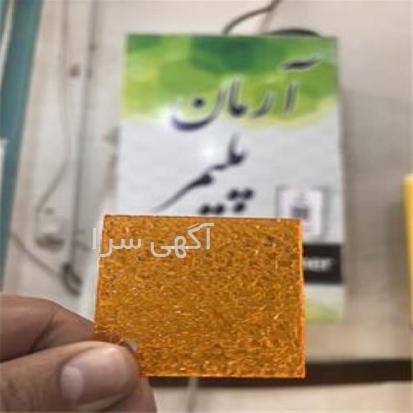 آرمان
پلیمر
آگهی سرا